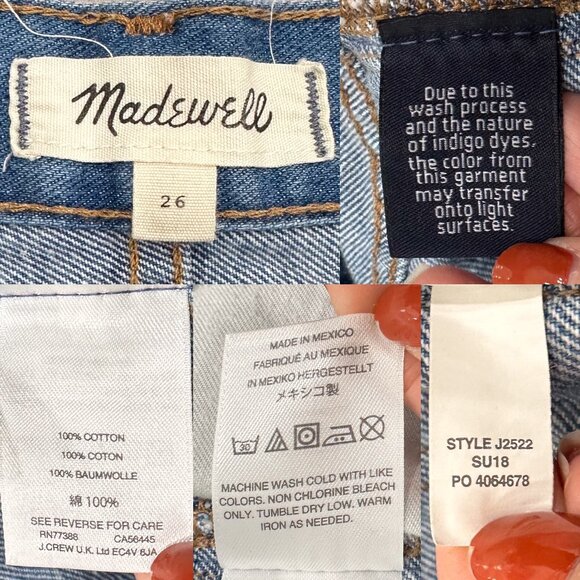 Madewell
26
Due to this
wash process
and the nature
of indigo dyes,
the color from
this garment
may transfer
onto light
surfaces.
100% COTTON
100% COTON
100% BAUMWOLLE
綿 100%
SEE REVERSE FOR CARE
RN77388 CA56445
J.CREW U.K. Ltd EC4V 6JA
MADE IN MEXICO
FABRIQUÉ AU MEXIQUE
IN MEXIKO HERGESTELLT
メキシコ製
30
MACHINE WASH COLD WITH LIKE
COLORS. NON CHLORINE BLEACH
ONLY. TUMBLE DRY LOW. WARM
IRON AS NEEDED.
STYLE J2522
SU18
PO 4064678